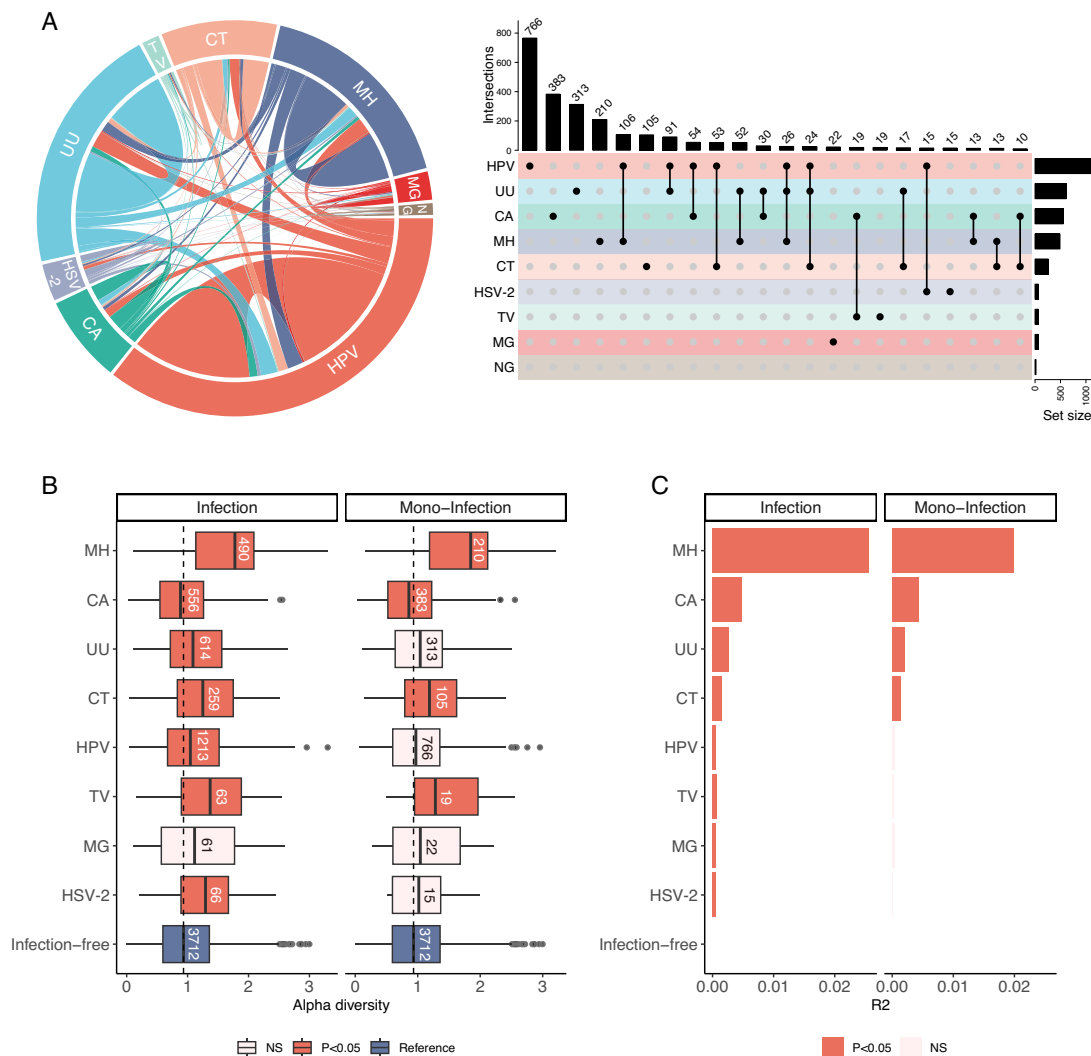 A
CT
MH
MG
N
G
HPV
CA
HSV
-2
UU
T
V
Intersections
800
600
400
200
0
766
383
313
210
106
105
91
54
53
52
30
26
24
22
19
19
17
15
15
13
13
10
HPV
UU
CA
MH
CT
HSV-2
TV
MG
NG
0
500
1000
Set size
B
Infection
Mono-Infection
MH 490 210
CA 556 383
UU 614 313
CT 259 105
HPV 1213 766
TV 63 19
MG 61 22
HSV-2 66 15
Infection-free 3712 3712
0 1 2 3 0 1 2 3
Alpha diversity
NS P<0.05 Reference
C
Infection
Mono-Infection
MH
CA
UU
CT
HPV
TV
MG
HSV-2
Infection-free
0.00 0.01 0.02 0.00 0.01 0.02
R2
P<0.05 NS